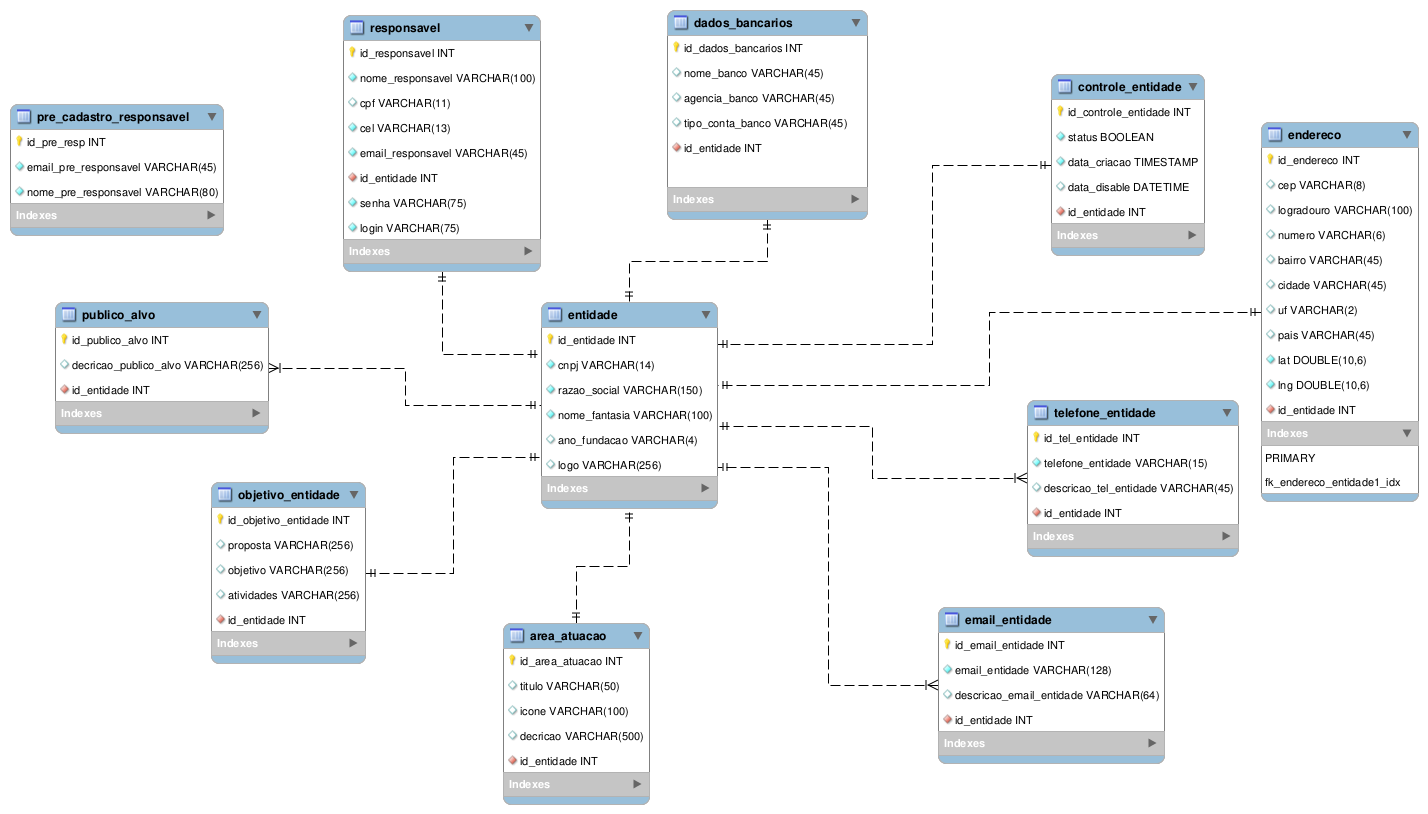 pre_cadastro_responsavel
id_pre_resp INT
email_pre_responsavel VARCHAR(45)
nome_pre_responsavel VARCHAR(80)
Indexes
responsavel
id_responsavel INT
nome_responsavel VARCHAR(100)
cpf VARCHAR(11)
cel VARCHAR(13)
email_responsavel VARCHAR(45)
id_entidade INT
senha VARCHAR(75)
login VARCHAR(75)
Indexes
dados_bancarios
id_dados_bancarios INT
nome_banco VARCHAR(45)
agencia_banco VARCHAR(45)
tipo_conta_banco VARCHAR(45)
id_entidade INT
Indexes
controle_entidade
id_controle_entidade INT
status BOOLEAN
data_criacao TIMESTAMP
data_disable DATETIME
id_entidade INT
Indexes
endereco
id_endereco INT
cep VARCHAR(8)
logradouro VARCHAR(100)
numero VARCHAR(6)
bairro VARCHAR(45)
cidade VARCHAR(45)
uf VARCHAR(2)
pais VARCHAR(45)
lat DOUBLE(10,6)
lng DOUBLE(10,6)
id_entidade INT
Indexes
PRIMARY
fk_endereco_entidade1_idx
publico_alvo
id_publico_alvo INT
decricao_publico_alvo VARCHAR(256)
id_entidade INT
Indexes
entidade
id_entidade INT
cnpj VARCHAR(14)
razao_social VARCHAR(150)
nome_fantasia VARCHAR(100)
ano_fundacao VARCHAR(4)
logo VARCHAR(256)
Indexes
telefone_entidade
id_tel_entidade INT
telefone_entidade VARCHAR(15)
descricao_tel_entidade VARCHAR(45)
id_entidade INT
Indexes
objetivo_entidade
id_objetivo_entidade INT
proposta VARCHAR(256)
objetivo VARCHAR(256)
atividades VARCHAR(256)
id_entidade INT
Indexes
area_atuacao
id_area_atuacao INT
titulo VARCHAR(50)
icone VARCHAR(100)
decricao VARCHAR(500)
id_entidade INT
Indexes
email_entidade
id_email_entidade INT
email_entidade VARCHAR(128)
descricao_email_entidade VARCHAR(64)
id_entidade INT
Indexes